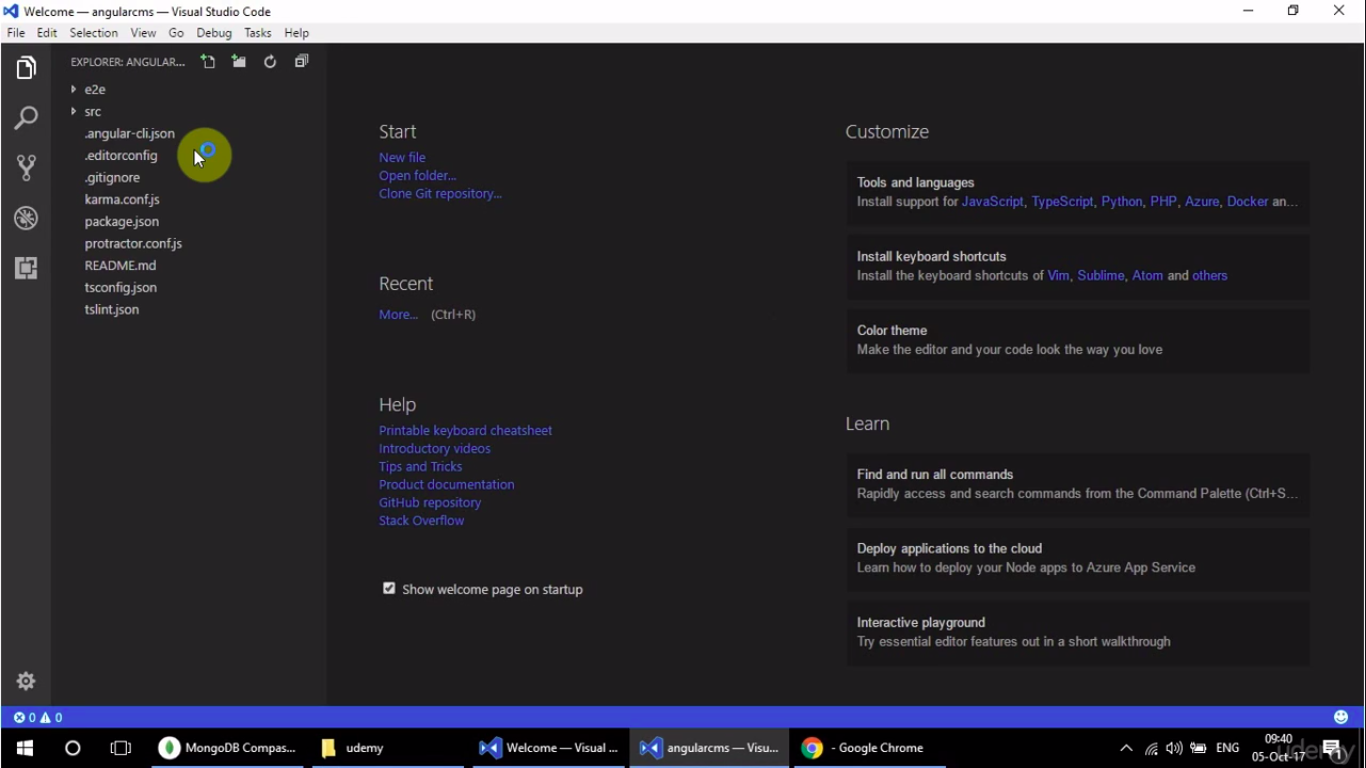 Welcome — angularcms — Visual Studio Code
File Edit Selection View Go Debug Tasks Help
EXPLORER: ANGULAR...
e2e
src
.angular-cli.json
.editorconfig
.gitignore
karma.conf.js
package.json
protractor.conf.js
README.md
tsconfig.json
tslint.json
Start
New file
Open folder...
Clone Git repository...
Recent
More... (Ctrl+R)
Help
Printable keyboard cheatsheet
Introductory videos
Tips and Tricks
Product documentation
GitHub repository
Stack Overflow
Show welcome page on startup
Customize
Tools and languages
Install support for JavaScript, TypeScript, Python, PHP, Azure, Docker an...
Install keyboard shortcuts
Install the keyboard shortcuts of Vim, Sublime, Atom and others
Color theme
Make the editor and your code look the way you love
Learn
Find and run all commands
Rapidly access and search commands from the Command Palette (Ctrl+S...
Deploy applications to the cloud
Learn how to deploy your Node apps to Azure App Service
Interactive playground
Try essential editor features out in a short walkthrough
0 0
MongoDB Compas...
udemy
Welcome — Visual ...
angularcms — Visu...
- Google Chrome
ENG
09:40
05-Oct-17
1
udemy